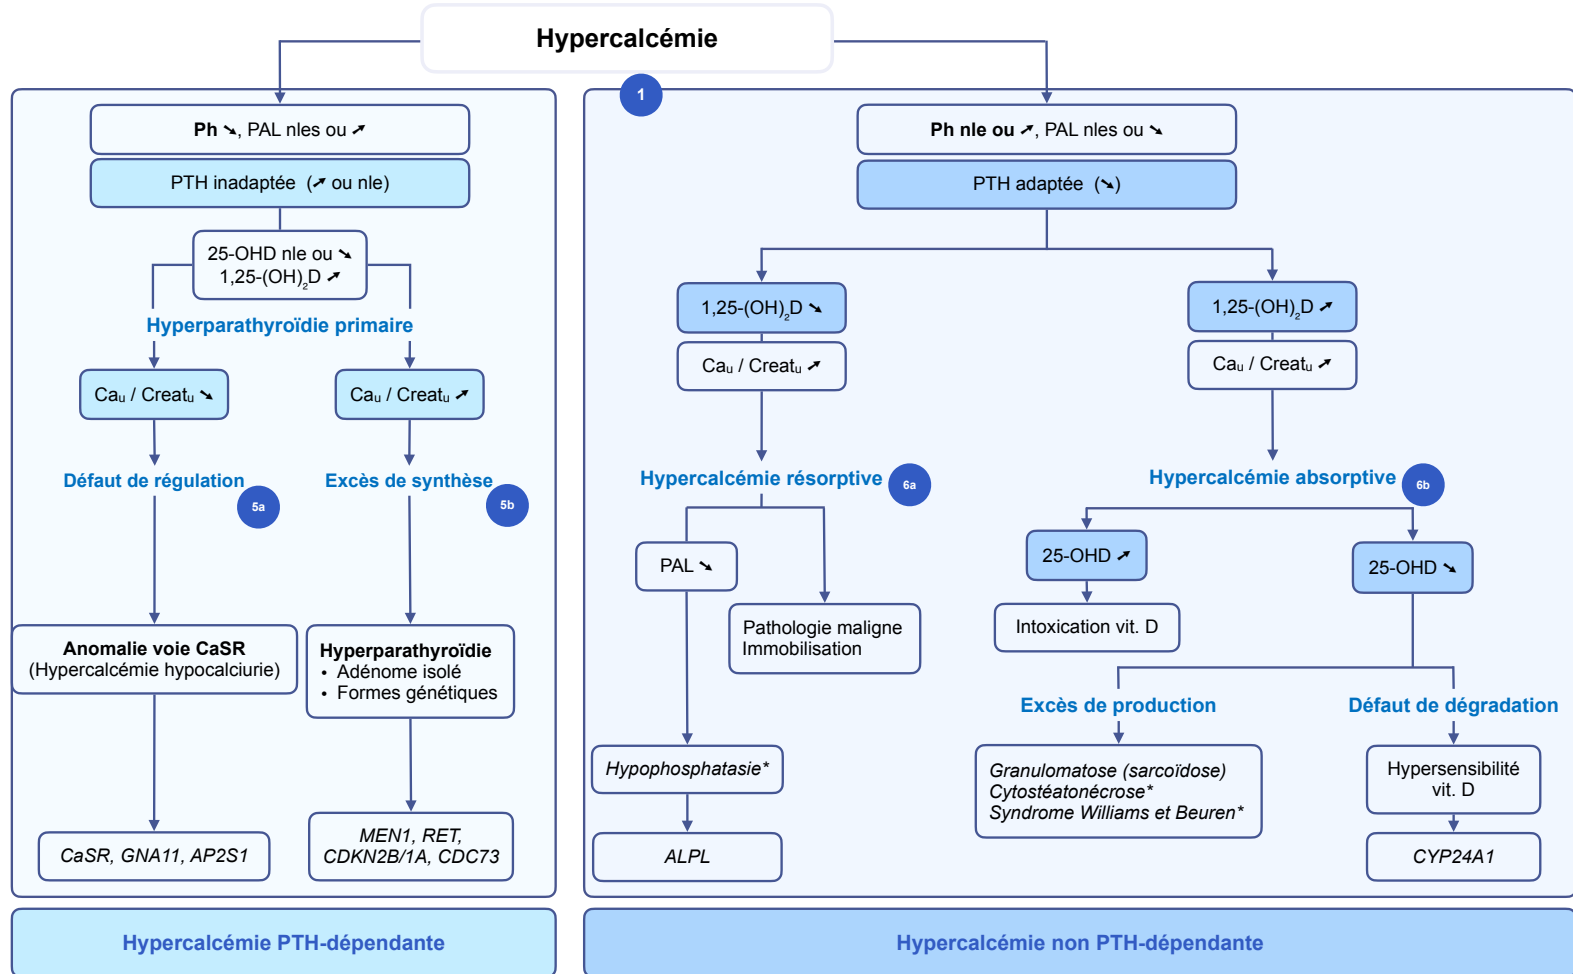 Hypercalcémie
1
Ph ➘, PAL nles ou ➚
PTH inadaptée (➚ ou nle)
25-OHD nle ou ➘
1,25-(OH)₂D ➚
Hyperparathyroïdie primaire
Caᵤ / Creatᵤ ➘
Caᵤ / Creatᵤ ➚
Défaut de régulation
5a
Excès de synthèse
5b
Anomalie voie CaSR
(Hypercalcémie hypocalciurie)
Hyperparathyroïdie
• Adénome isolé
• Formes génétiques
CaSR, GNA11, AP2S1
MEN1, RET,
CDKN2B/1A, CDC73
Hypercalcémie PTH-dépendante
Ph nle ou ➚, PAL nles ou ➘
PTH adaptée (➘)
1,25-(OH)₂D ➘
Caᵤ / Creatᵤ ➚
1,25-(OH)₂D ➚
Caᵤ / Creatᵤ ➚
Hypercalcémie résorptive
6a
Hypercalcémie absorptive
6b
PAL ➘
Pathologie maligne
Immobilisation
25-OHD ➚
25-OHD ➘
Intoxication vit. D
Excès de production
Défaut de dégradation
Hypophosphatasie*
ALPL
Granulomatose (sarcoïdose)
Cytostéatonécrose*
Syndrome Williams et Beuren*
Hypersensibilité
vit. D
CYP24A1
Hypercalcémie non PTH-dépendante